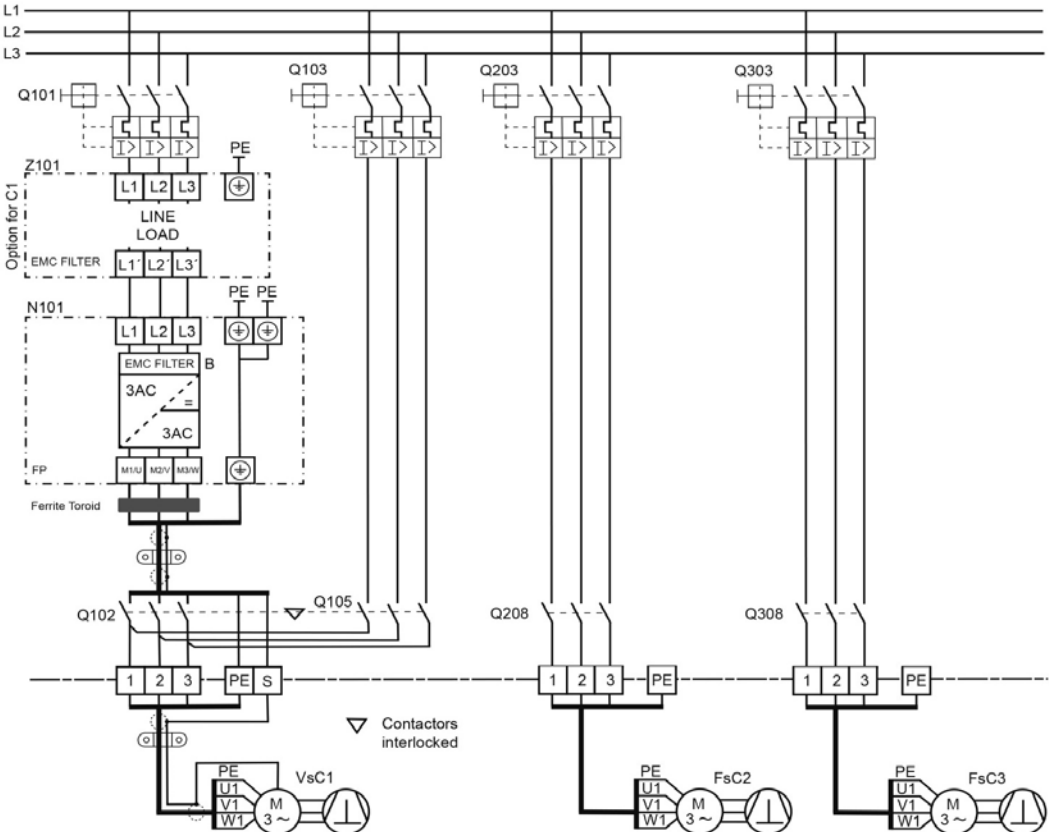 L1
L2
L3
Q101
Q103
Q203
Q303
I> I> I>
I> I> I>
I> I> I>
I> I> I>
Z101
PE
Option for C1
L1 L2 L3
LINE
LOAD
EMC FILTER
L1´ L2´ L3´
PE PE
N101
L1 L2 L3
EMC FILTER
B
3AC
=
3AC
FP
M1/U M2/V M3/W
Ferrite Toroid
Q102
Q105
Q208
Q308
1 2 3 PE S
1 2 3 PE
1 2 3 PE
Contactors
interlocked
PE
U1
V1
W1
M
3 ~
VsC1
PE
U1
V1
W1
M
3 ~
FsC2
PE
U1
V1
W1
M
3 ~
FsC3